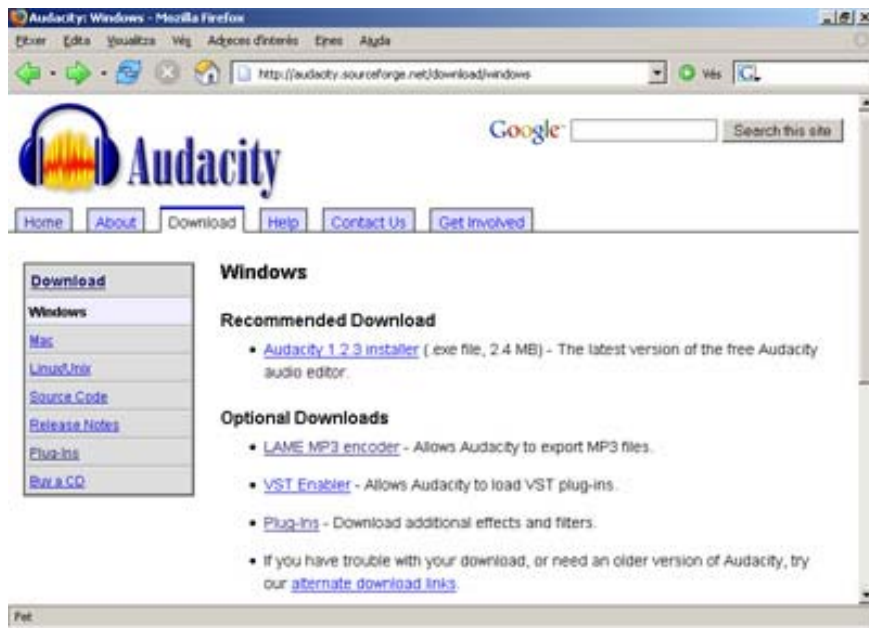 Audacity: Windows - Mozilla Firefox
Fitxer Edita Visualitza Vés Adreces d'interès Eines Ajuda
http://audacity.sourceforge.net/download/windows Vés
Google Search this site
Audacity
Home About Download Help Contact Us Get Involved
Download
Windows
Mac
Linux/Unix
Source Code
Release Notes
Plug-Ins
Buy a CD
Windows
Recommended Download
• Audacity 1.2.3 installer (.exe file, 2.4 MB) - The latest version of the free Audacity
audio editor.
Optional Downloads
• LAME MP3 encoder - Allows Audacity to export MP3 files.
• VST Enabler - Allows Audacity to load VST plug-ins.
• Plug-Ins - Download additional effects and filters.
• If you have trouble with your download, or need an older version of Audacity, try
our alternate download links.
Fet